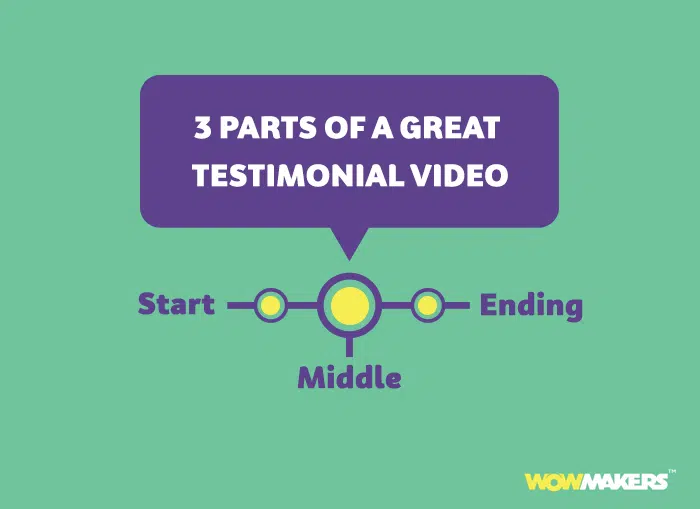 3 PARTS OF A GREAT
TESTIMONIAL VIDEO
Start
Ending
Middle
WOWMAKERS™